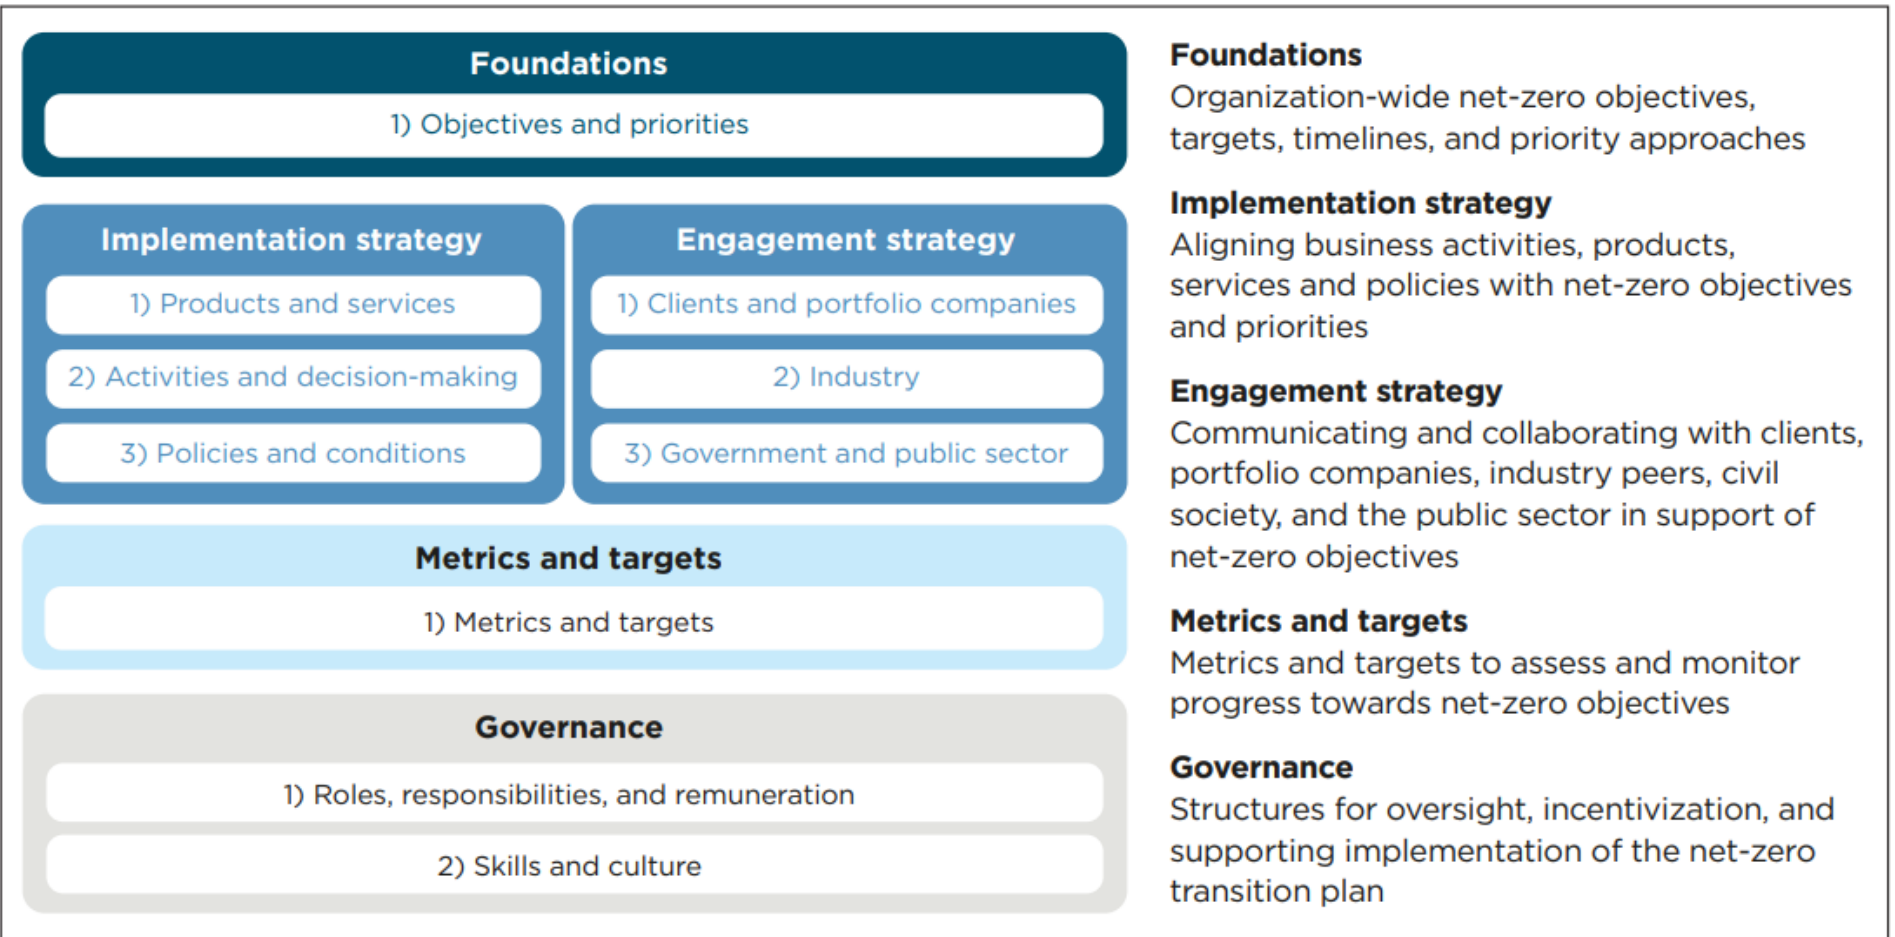 Foundations
1) Objectives and priorities
Implementation strategy
1) Products and services
2) Activities and decision-making
3) Policies and conditions
Engagement strategy
1) Clients and portfolio companies
2) Industry
3) Government and public sector
Metrics and targets
1) Metrics and targets
Governance
1) Roles, responsibilities, and remuneration
2) Skills and culture
Foundations
Organization-wide net-zero objectives,
targets, timelines, and priority approaches
Implementation strategy
Aligning business activities, products,
services and policies with net-zero objectives
and priorities
Engagement strategy
Communicating and collaborating with clients,
portfolio companies, industry peers, civil
society, and the public sector in support of
net-zero objectives
Metrics and targets
Metrics and targets to assess and monitor
progress towards net-zero objectives
Governance
Structures for oversight, incentivization, and
supporting implementation of the net-zero
transition plan